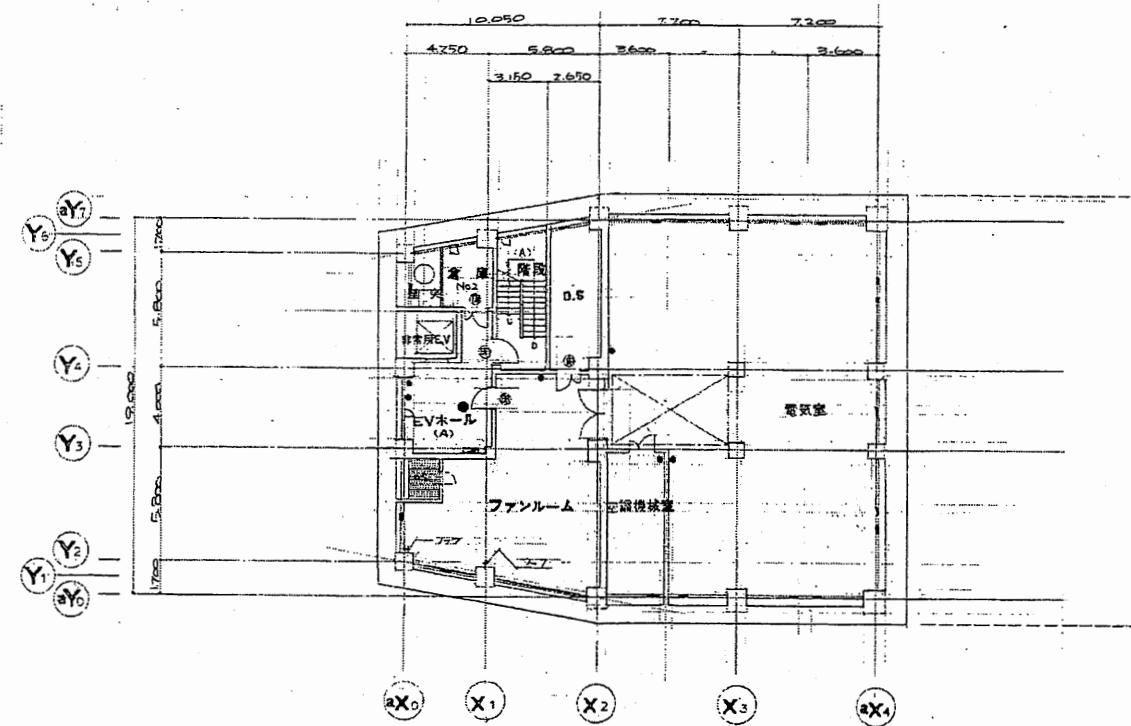 10.050 7.200 7.200
4.250 5.800 3.600 3.600
3.150 2.650
aY7
Y6
Y5
Y4
Y3
Y2
Y1
aY0
1.700
5.800
4.000
5.800
1.700
19.000
(A)
倉庫 階段
No.2
D.S
D
非常用EV
EVホール
(A)
電気室
ファンルーム 空調機械室
aX0 X1 X2 X3 aX4